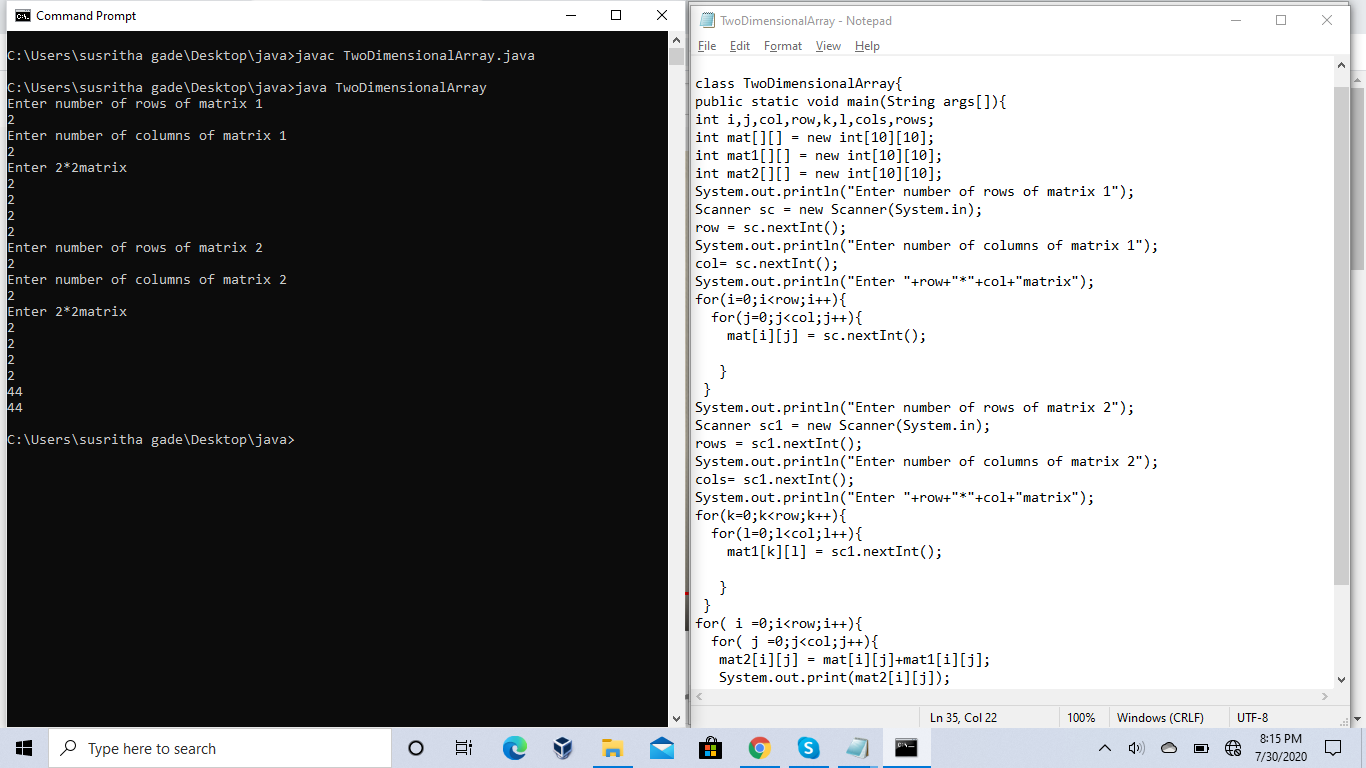 Command Prompt
C:\Users\susritha gade\Desktop\java>javac TwoDimensionalArray.java
C:\Users\susritha gade\Desktop\java>java TwoDimensionalArray
Enter number of rows of matrix 1
2
Enter number of columns of matrix 1
2
Enter 2*2matrix
2
2
2
2
Enter number of rows of matrix 2
2
Enter number of columns of matrix 2
2
Enter 2*2matrix
2
2
2
2
44
44
C:\Users\susritha gade\Desktop\java>
TwoDimensionalArray - Notepad
File Edit Format View Help
class TwoDimensionalArray{
public static void main(String args[]){
int i,j,col,row,k,l,cols,rows;
int mat[][] = new int[10][10];
int mat1[][] = new int[10][10];
int mat2[][] = new int[10][10];
System.out.println("Enter number of rows of matrix 1");
Scanner sc = new Scanner(System.in);
row = sc.nextInt();
System.out.println("Enter number of columns of matrix 1");
col= sc.nextInt();
System.out.println("Enter "+row+"*"+col+"matrix");
for(i=0;i<row;i++){
  for(j=0;j<col;j++){
    mat[i][j] = sc.nextInt();
   }
 }
System.out.println("Enter number of rows of matrix 2");
Scanner sc1 = new Scanner(System.in);
rows = sc1.nextInt();
System.out.println("Enter number of columns of matrix 2");
cols= sc1.nextInt();
System.out.println("Enter "+row+"*"+col+"matrix");
for(k=0;k<row;k++){
  for(l=0;l<col;l++){
    mat1[k][l] = sc1.nextInt();
   }
 }
for( i =0;i<row;i++){
  for( j =0;j<col;j++){
   mat2[i][j] = mat[i][j]+mat1[i][j];
   System.out.print(mat2[i][j]);
Ln 35, Col 22 100% Windows (CRLF) UTF-8
Type here to search
8:15 PM
7/30/2020